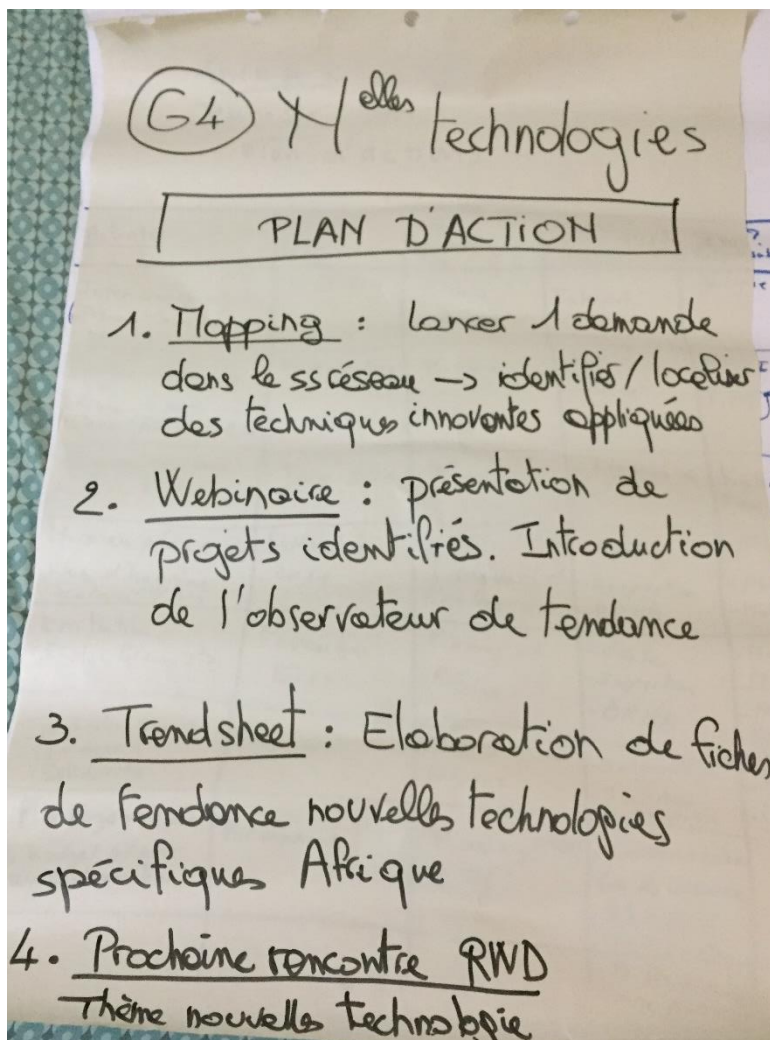 G4 Nelles technologies
PLAN D'ACTION
1. Mapping : lancer 1 demande
dans le ss réseau -> identifier/localiser
des techniques innovantes appliquées
2. Webinaire : présentation de
projets identifiés. Introduction
de l'observateur de tendance
3. Trendsheet : Elaboration de fiches
de tendance nouvelles technologies
spécifiques Afrique
4. Prochaine rencontre RWD
Thème nouvelles technologie